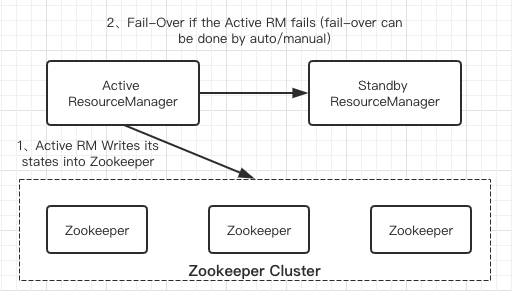 2、Fail-Over if the Active RM fails (fail-over can
be done by auto/manual)
Active
ResourceManager
Standby
ResourceManager
1、Active RM Writes its
states into Zookeeper
Zookeeper
Zookeeper
Zookeeper
Zookeeper Cluster